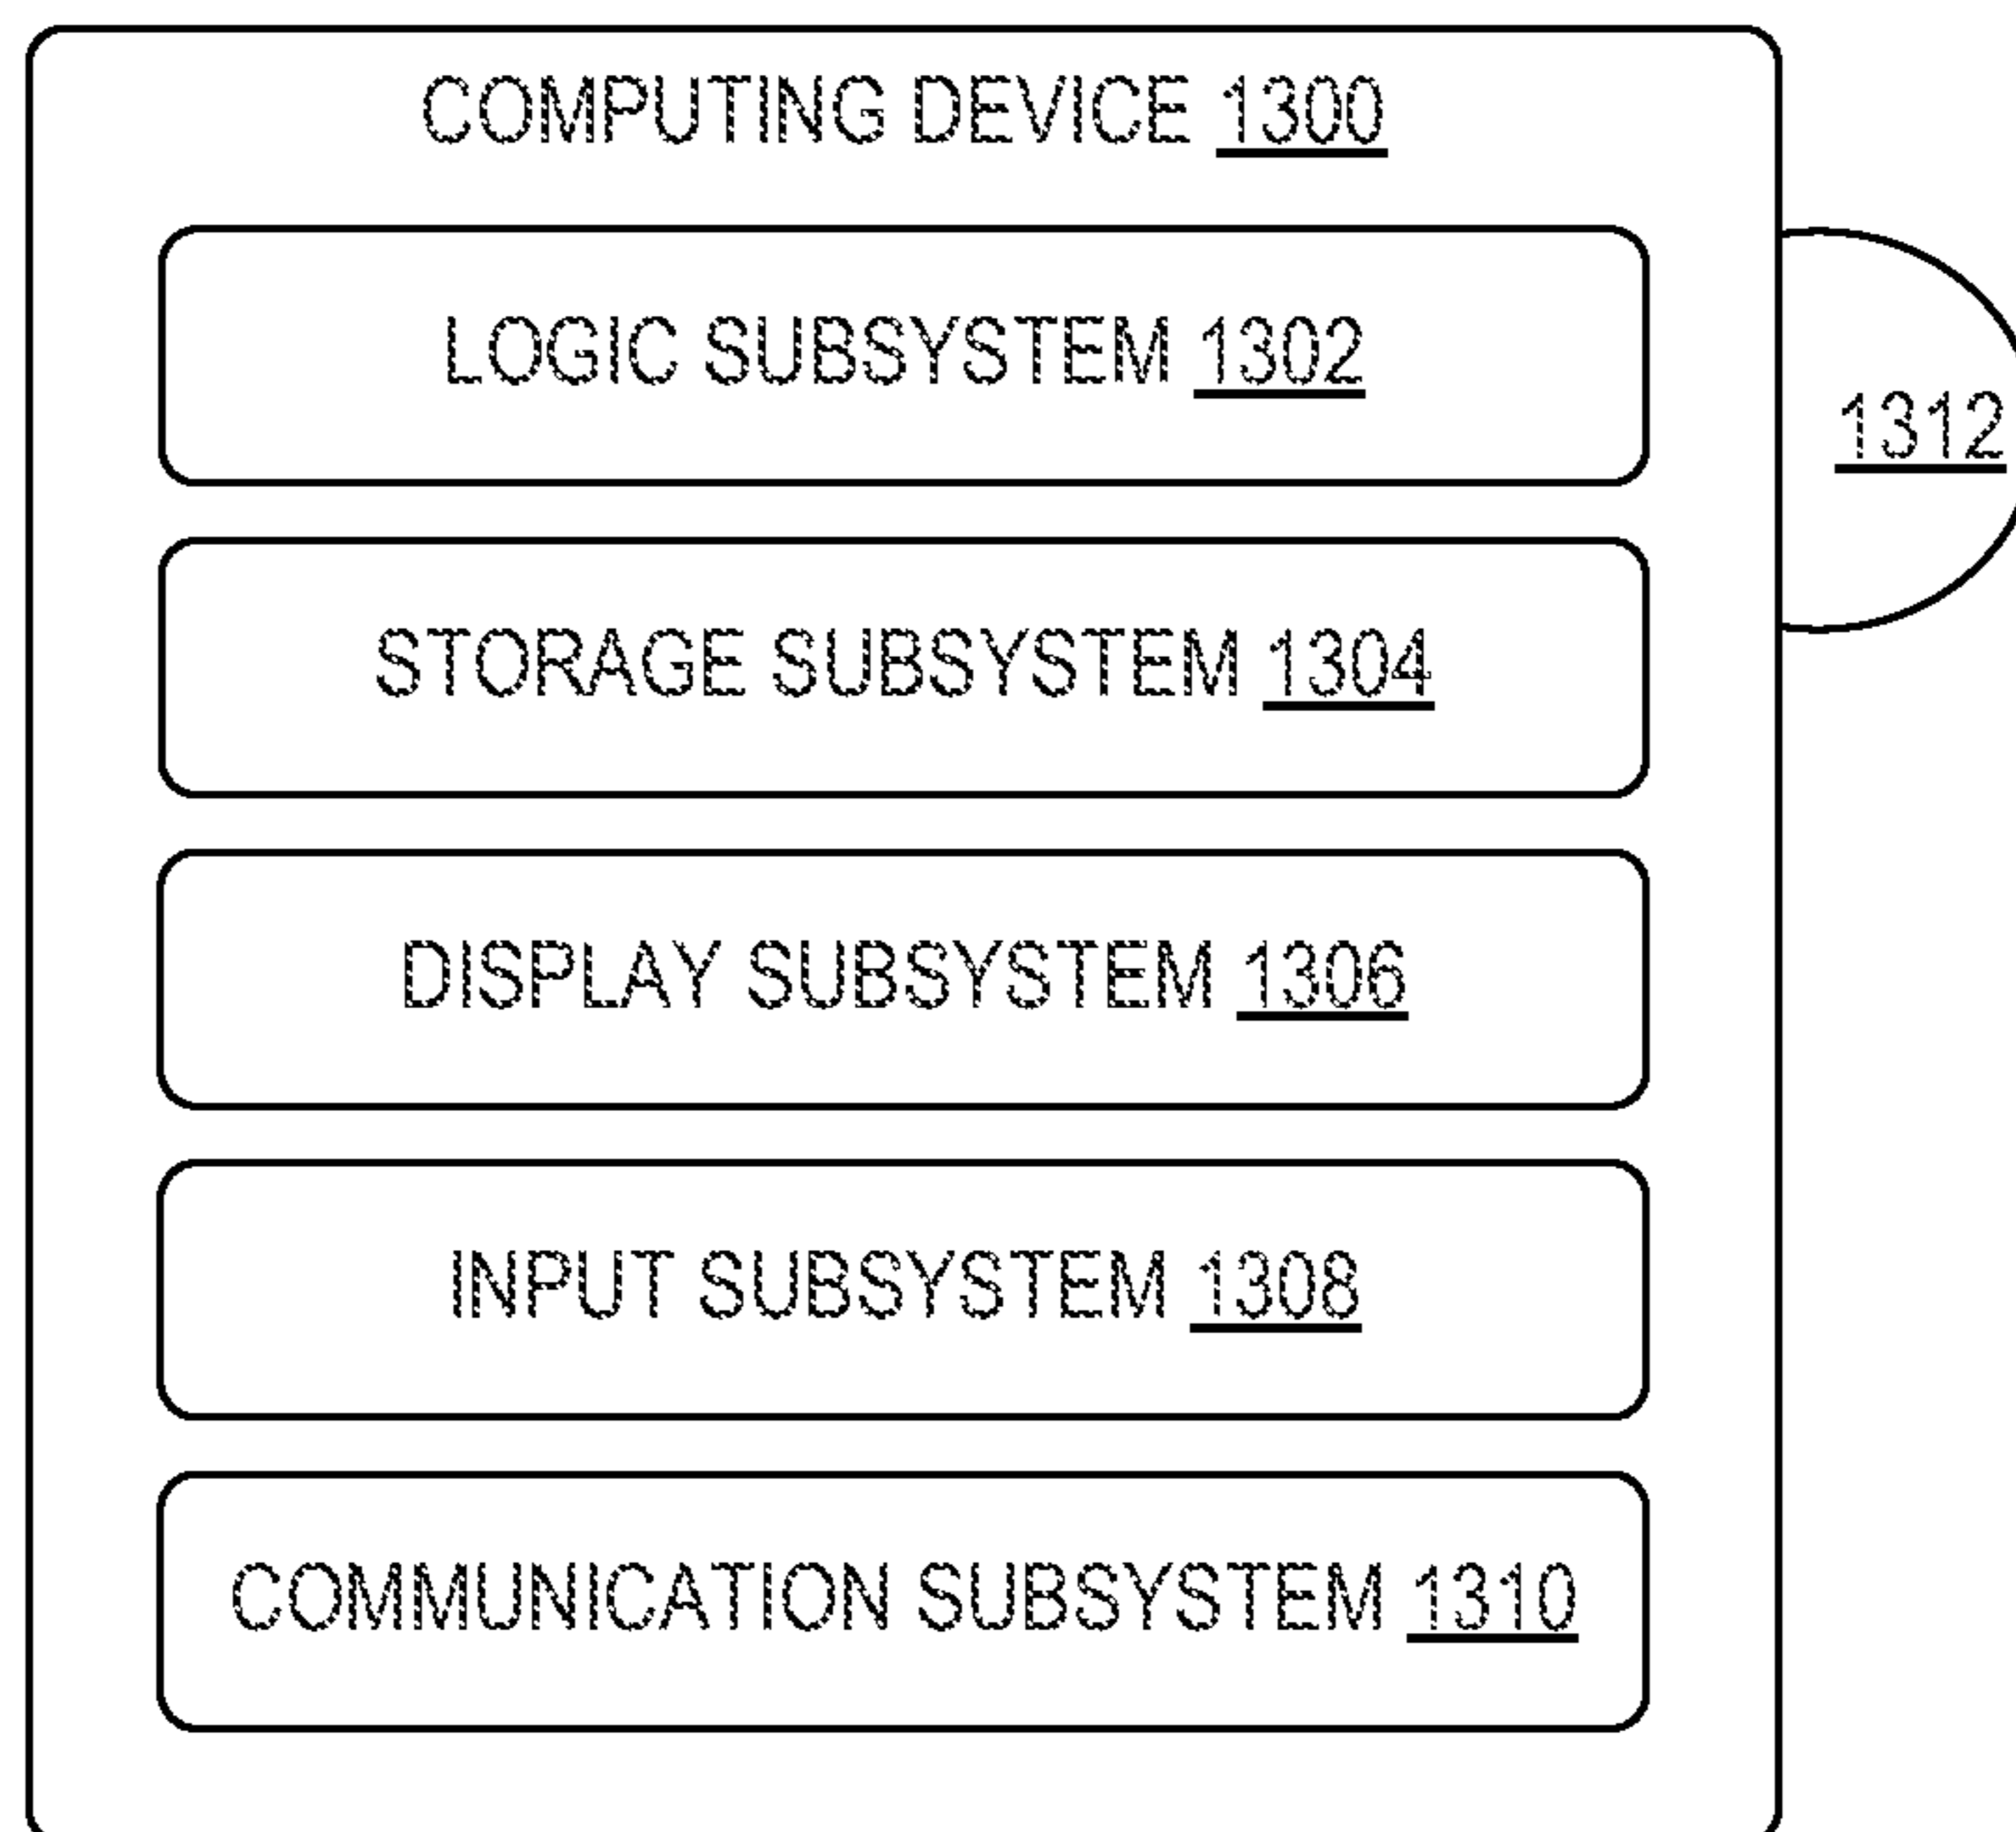 COMPUTING DEVICE 1300
LOGIC SUBSYSTEM 1302
1312
STORAGE SUBSYSTEM 1304
DISPLAY SUBSYSTEM 1306
INPUT SUBSYSTEM 1308
COMMUNICATION SUBSYSTEM 1310